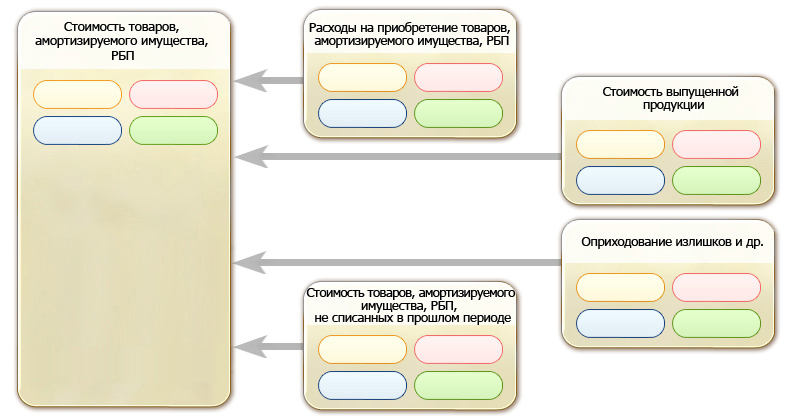 Стоимость товаров,
амортизируемого имущества,
РБП
Расходы на приобретение товаров,
амортизируемого имущества, РБП
Стоимость выпущенной
продукции
Оприходование излишков и др.
Стоимость товаров, амортизируемого
имущества, РБП,
не списанных в прошлом периоде